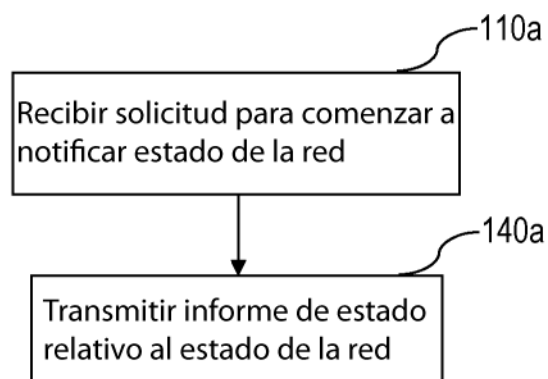 110a
Recibir solicitud para comenzar a
notificar estado de la red
140a
Transmitir informe de estado
relativo al estado de la red